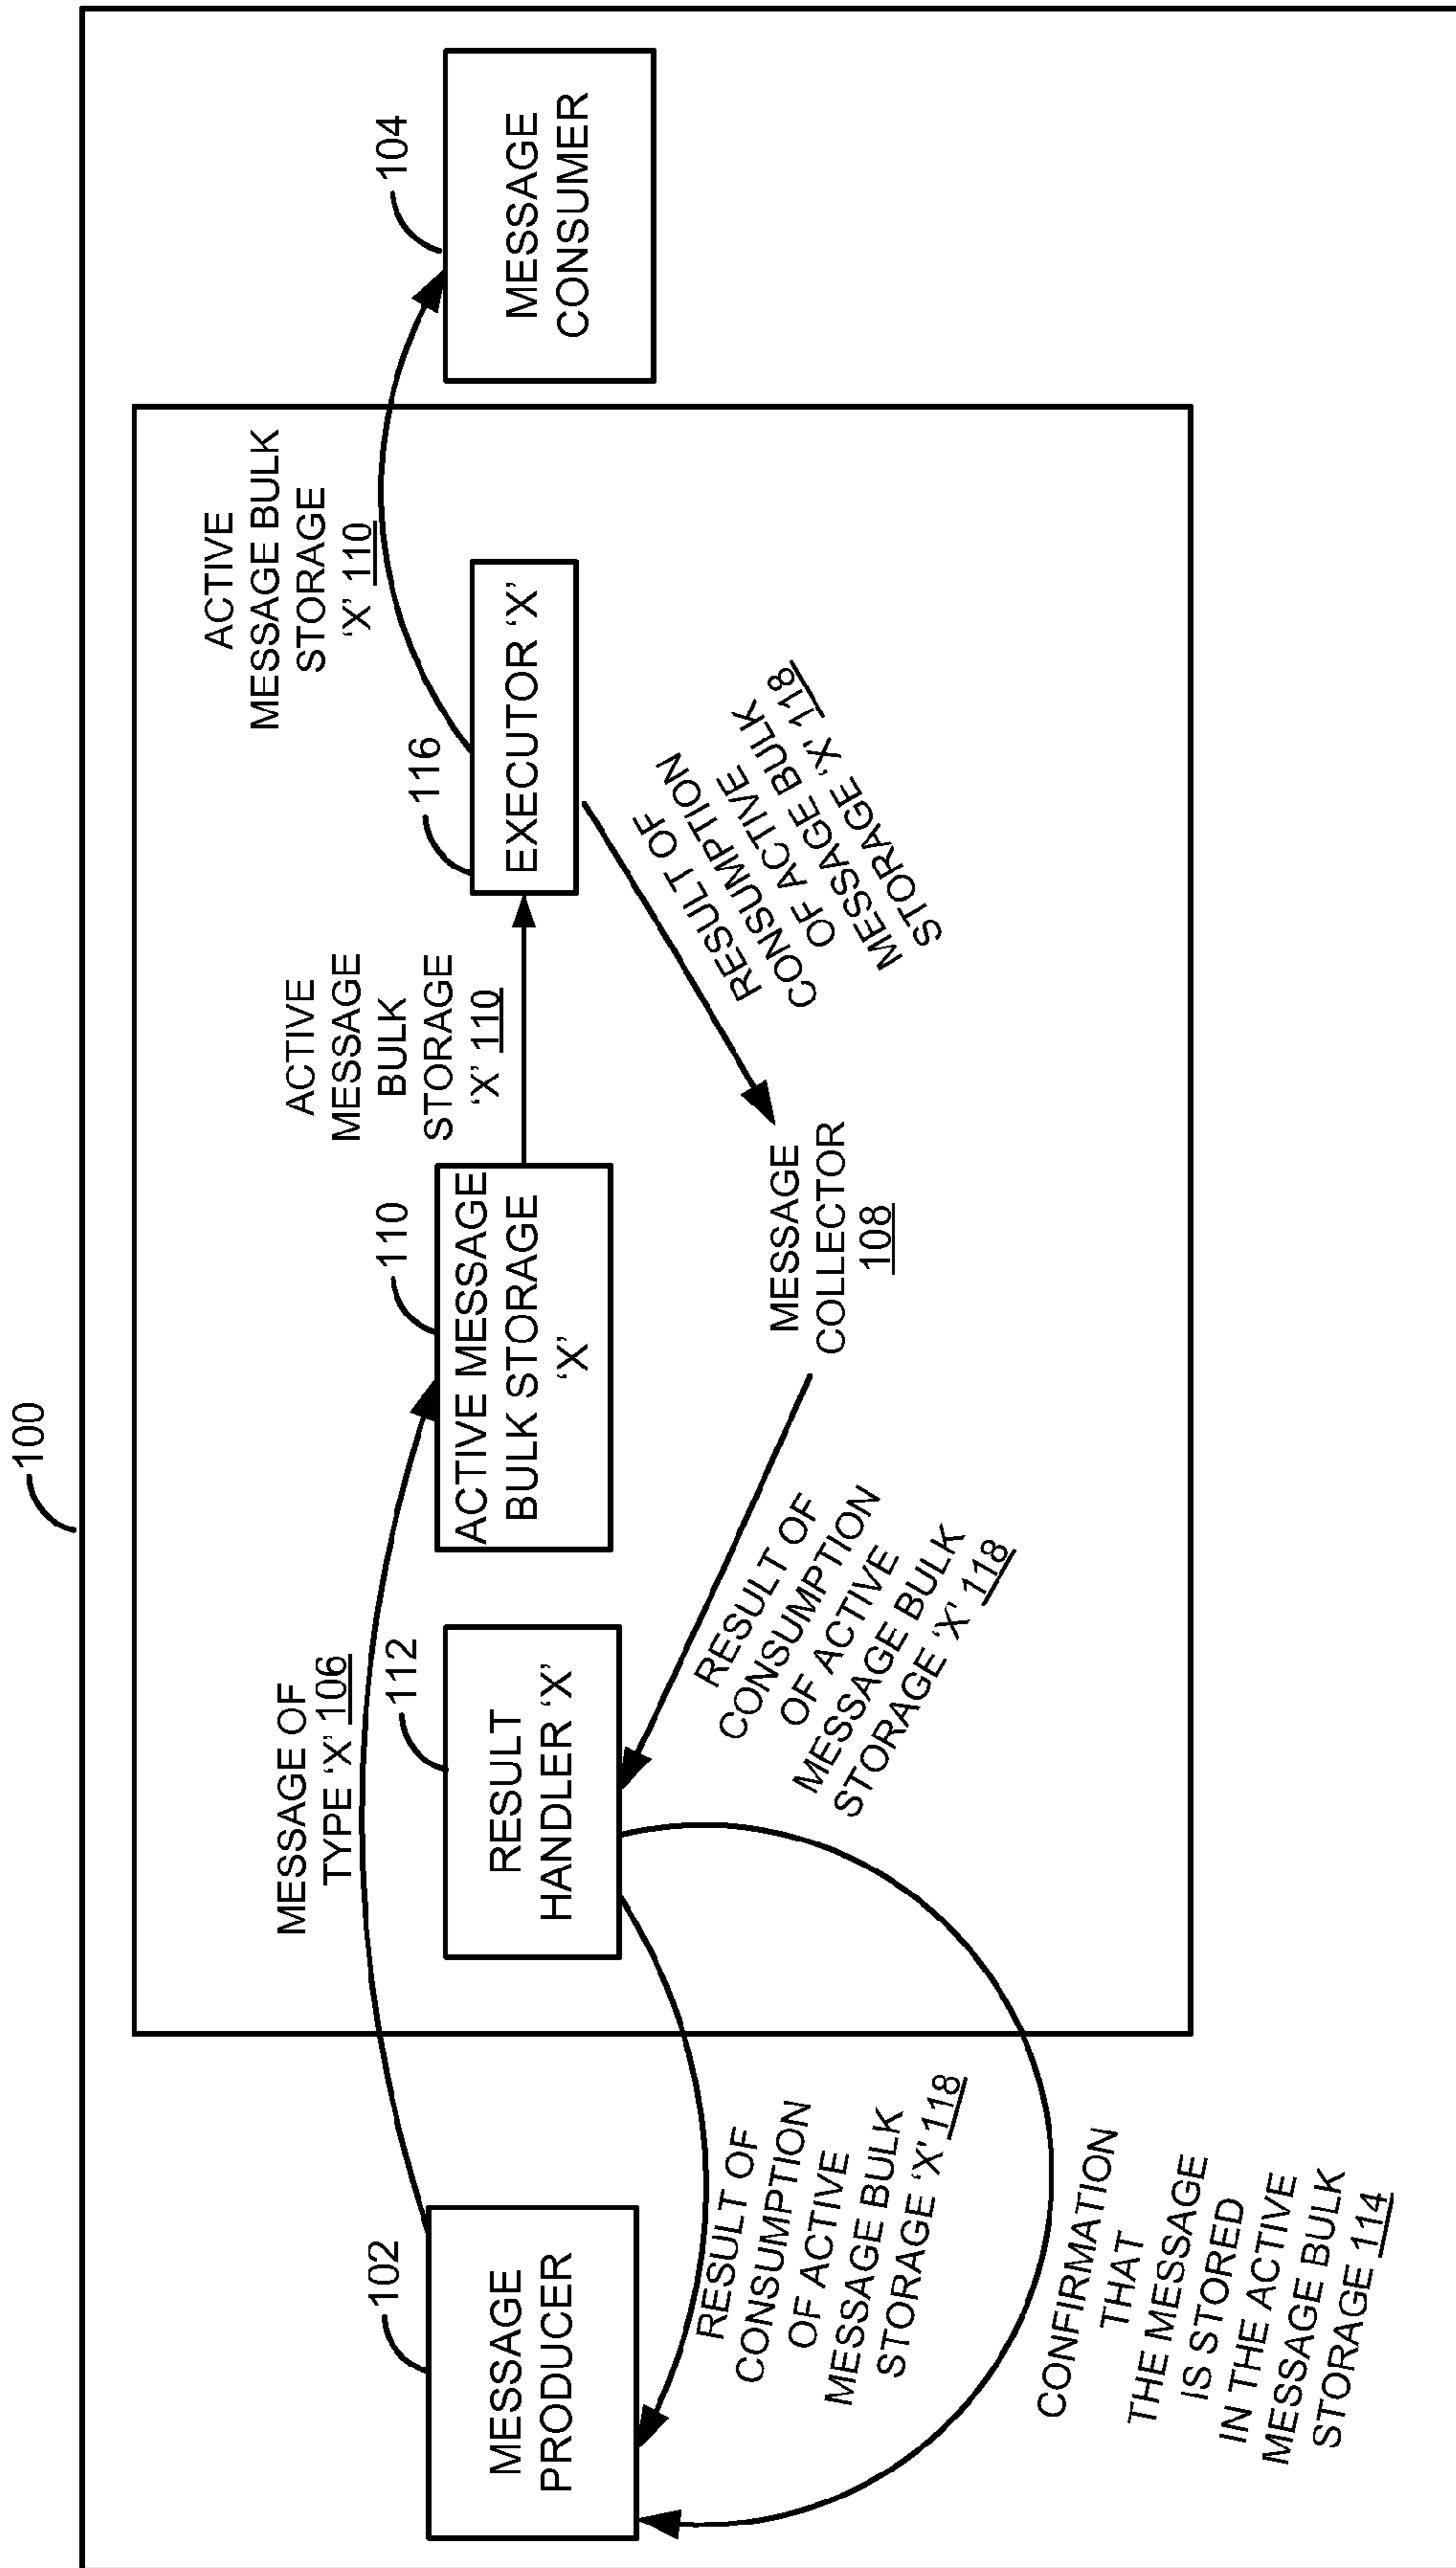 100
102
MESSAGE
PRODUCER
MESSAGE OF
TYPE ‘X’ 106
112
RESULT
HANDLER ‘X’
110
ACTIVE MESSAGE
BULK STORAGE
‘X’
ACTIVE
MESSAGE
BULK
STORAGE
‘X’ 110
116
EXECUTOR ‘X’
ACTIVE
MESSAGE BULK
STORAGE
‘X’ 110
104
MESSAGE
CONSUMER
RESULT OF
CONSUMPTION
OF ACTIVE
MESSAGE BULK
STORAGE ‘X’ 118
MESSAGE
COLLECTOR
108
RESULT OF
CONSUMPTION
OF ACTIVE
MESSAGE BULK
STORAGE ‘X’ 118
RESULT OF
CONSUMPTION
OF ACTIVE
MESSAGE BULK
STORAGE ‘X’ 118
CONFIRMATION
THAT
THE MESSAGE
IS STORED
IN THE ACTIVE
MESSAGE BULK
STORAGE 114